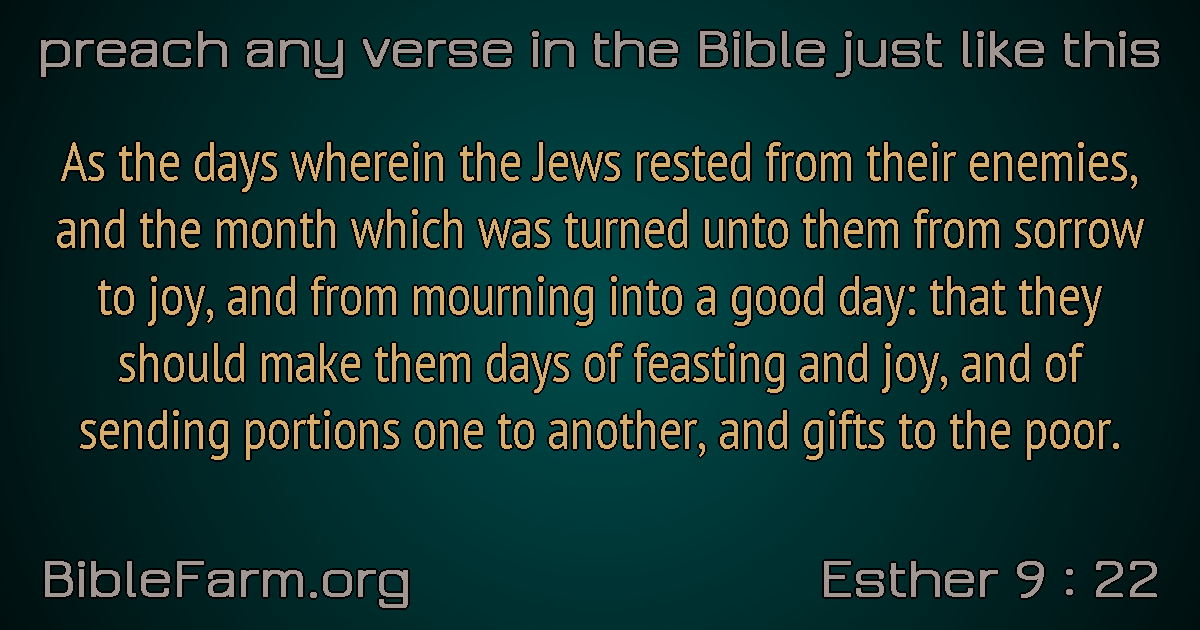 preach any verse in the Bible just like this
As the days wherein the Jews rested from their enemies,
and the month which was turned unto them from sorrow
to joy, and from mourning into a good day: that they
should make them days of feasting and joy, and of
sending portions one to another, and gifts to the poor.
BibleFarm.org
Esther 9 : 22